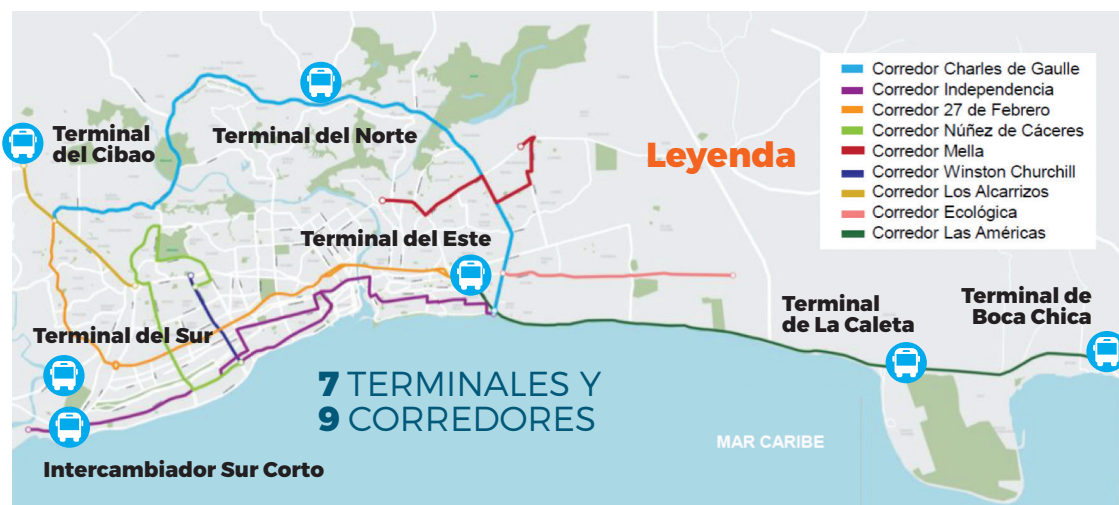 Terminal
del Cibao
Terminal del Norte
Leyenda
Corredor Charles de Gaulle
Corredor Independencia
Corredor 27 de Febrero
Corredor Núñez de Cáceres
Corredor Mella
Corredor Winston Churchill
Corredor Los Alcarrizos
Corredor Ecológica
Corredor Las Américas
Terminal del Este
Terminal del Sur
Terminal
de La Caleta
Terminal de
Boca Chica
7 TERMINALES Y
9 CORREDORES
MAR CARIBE
Intercambiador Sur Corto